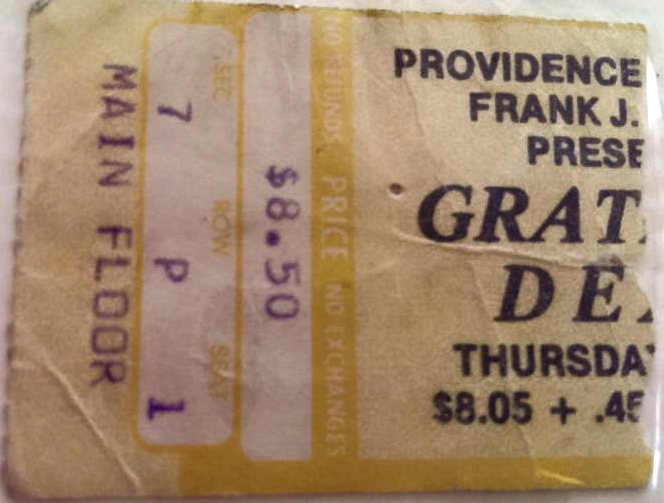 MAIN FLOOR
SEC ROW SEAT
7 P 1
$8.50
NO REFUNDS PRICE NO EXCHANGES
PROVIDENCE
FRANK J.
PRESE
GRAT
DE
THURSDA
$8.05 + .45